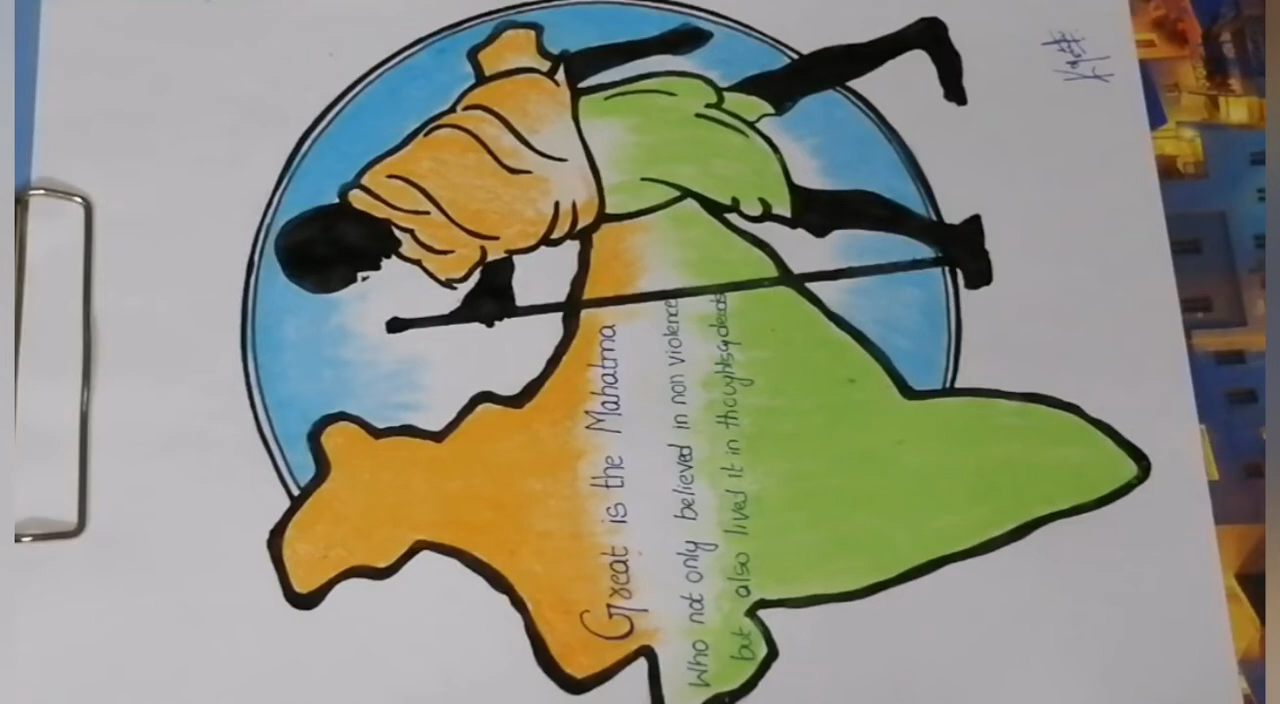 Great is the Mahatma
Who not only believed in non violence
but also lived it in thoughts & deeds